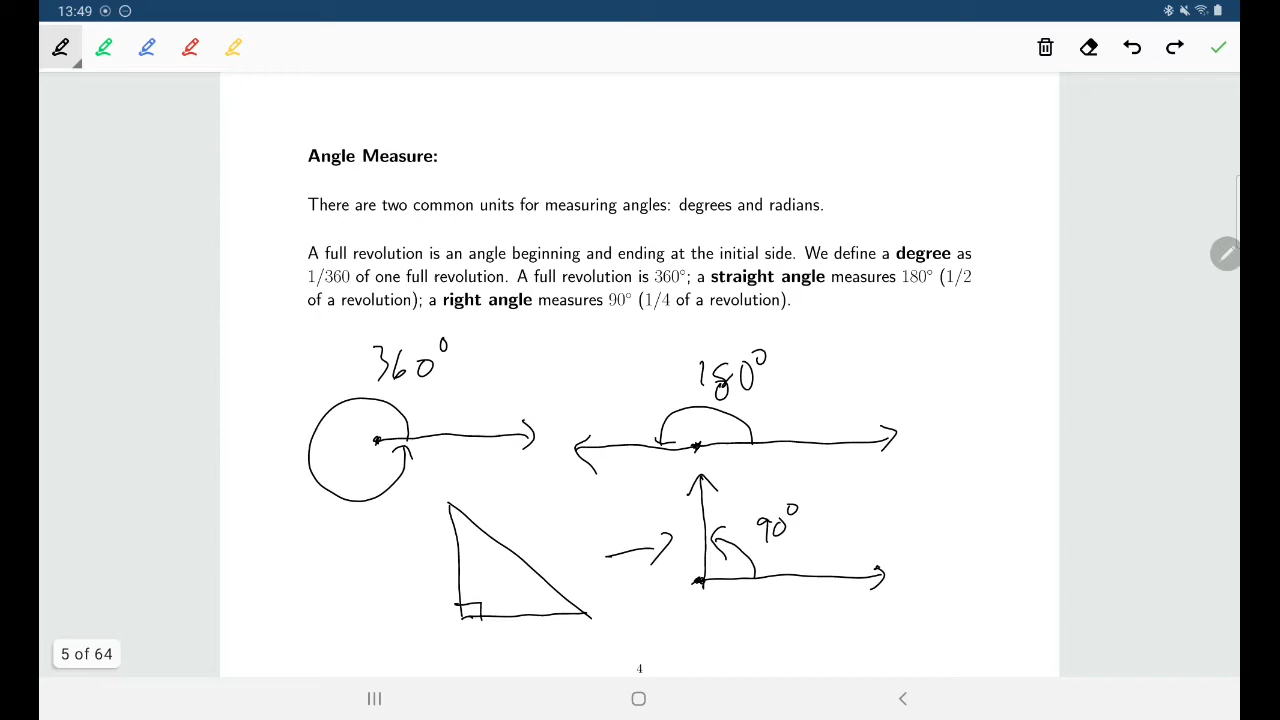 13:49
Angle Measure:
There are two common units for measuring angles: degrees and radians.
A full revolution is an angle beginning and ending at the initial side. We define a degree as
1/360 of one full revolution. A full revolution is 360°; a straight angle measures 180° (1/2
of a revolution); a right angle measures 90° (1/4 of a revolution).
360°
180°
90°
5 of 64
4